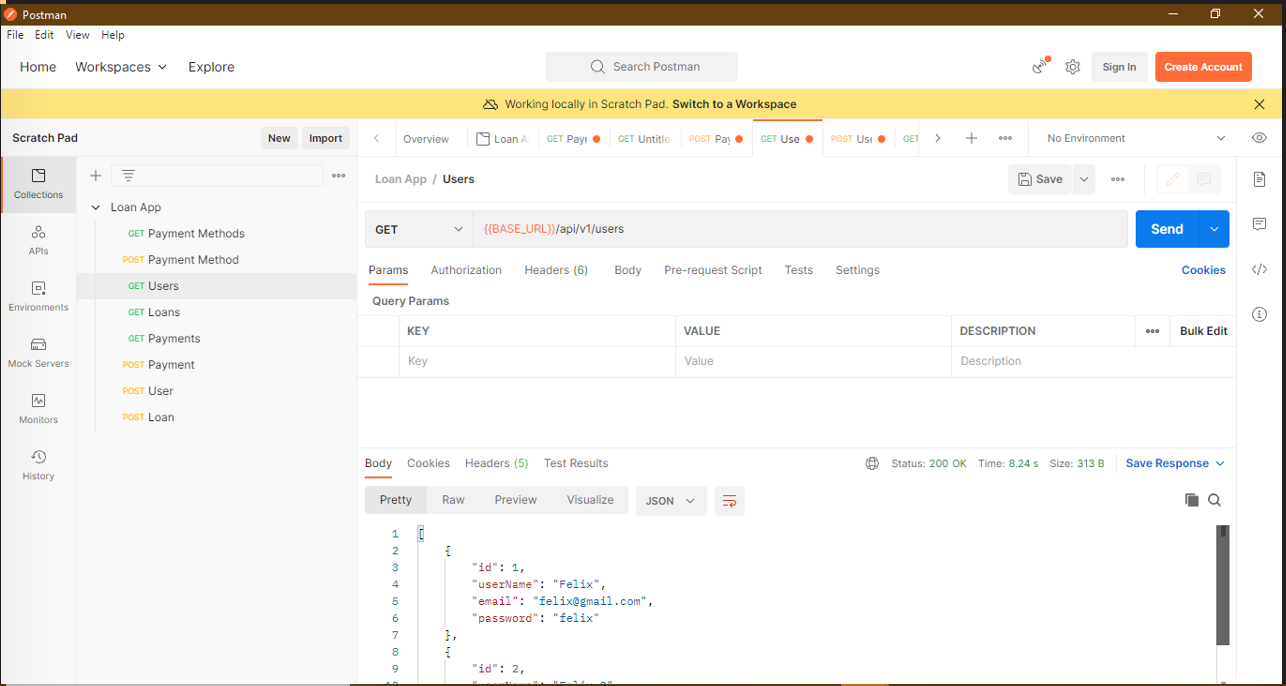 Postman
File Edit View Help
Home Workspaces Explore
Search Postman
Sign In
Create Account
Working locally in Scratch Pad. Switch to a Workspace
Scratch Pad
New
Import
Overview
Loan A
GET Payr
GET Untitle
POST Pay
GET Use
POST Use
GET
No Environment
Collections
APIs
Environments
Mock Servers
Monitors
History
Loan App
GET Payment Methods
POST Payment Method
GET Users
GET Loans
GET Payments
POST Payment
POST User
POST Loan
Loan App / Users
Save
GET
{{BASE_URL}}/api/v1/users
Send
Params Authorization Headers (6) Body Pre-request Script Tests Settings
Cookies
Query Params
KEY VALUE DESCRIPTION
Bulk Edit
Key Value Description
Body Cookies Headers (5) Test Results
Status: 200 OK Time: 8.24 s Size: 313 B
Save Response
Pretty Raw Preview Visualize
JSON
1 [
2 {
3 "id": 1,
4 "userName": "Felix",
5 "email": "felix@gmail.com",
6 "password": "felix"
7 },
8 {
9 "id": 2,